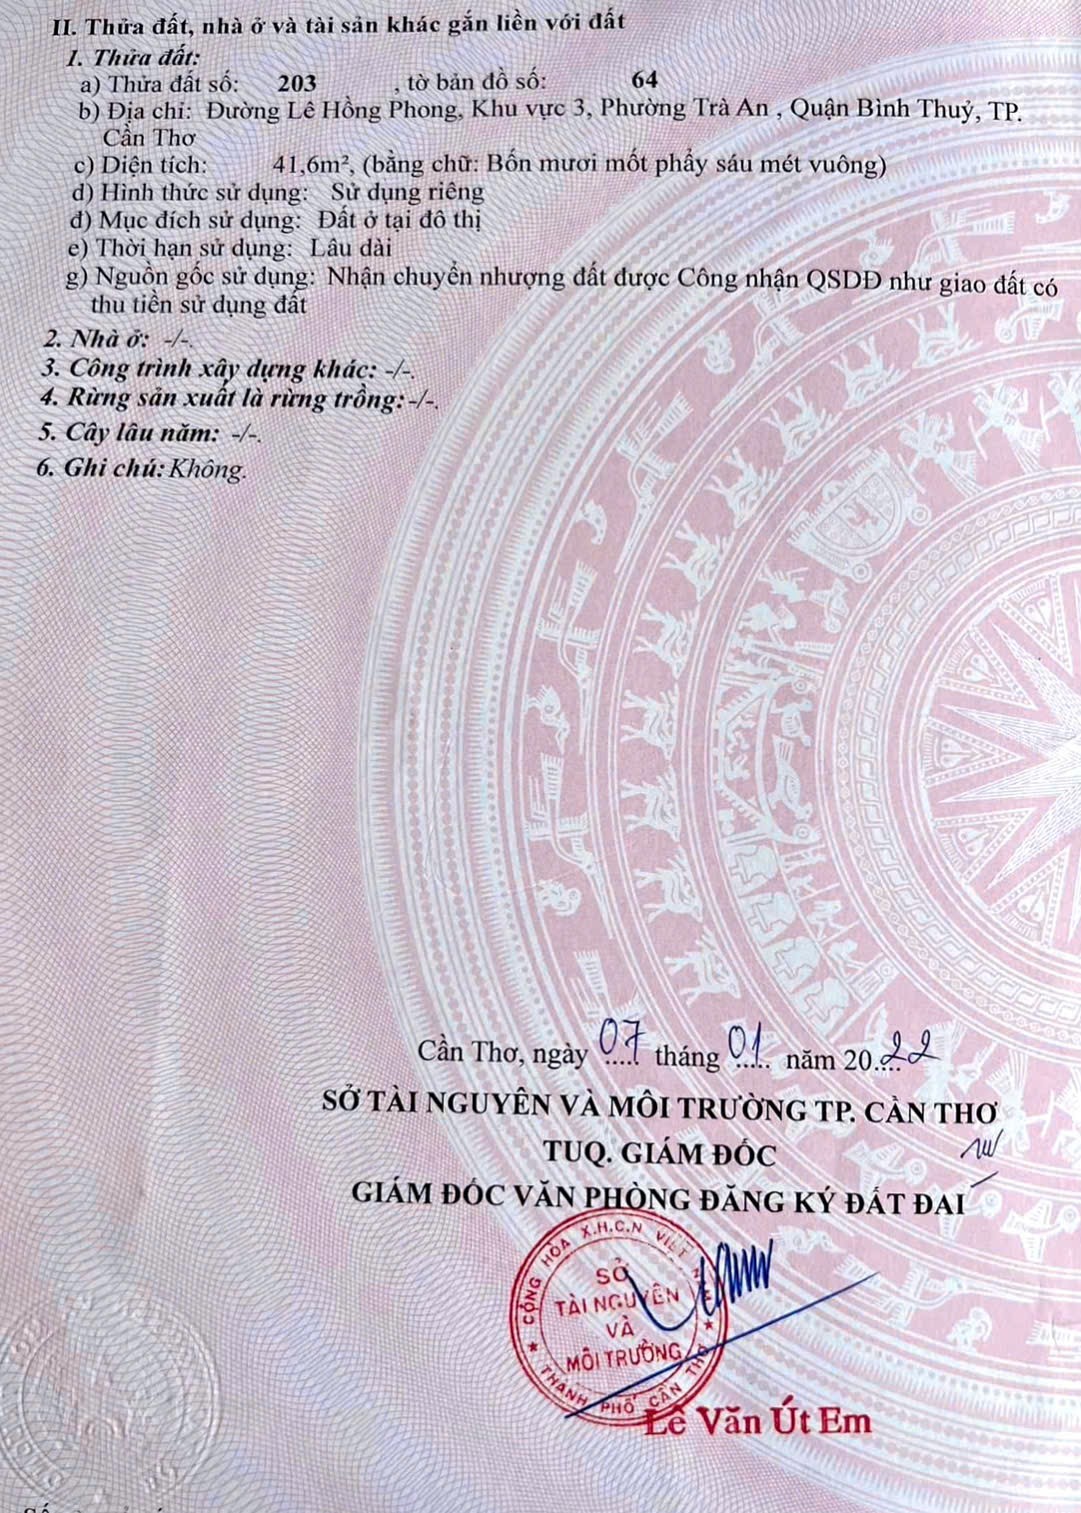 II. Thửa đất, nhà ở và tài sản khác gắn liền với đất
1. Thửa đất:
a) Thửa đất số: 203 , tờ bản đồ số: 64
b) Địa chỉ: Đường Lê Hồng Phong, Khu vực 3, Phường Trà An , Quận Bình Thuỷ, TP.
Cần Thơ
c) Diện tích: 41,6m², (bằng chữ: Bốn mươi mốt phẩy sáu mét vuông)
d) Hình thức sử dụng: Sử dụng riêng
đ) Mục đích sử dụng: Đất ở tại đô thị
e) Thời hạn sử dụng: Lâu dài
g) Nguồn gốc sử dụng: Nhận chuyển nhượng đất được Công nhận QSDĐ như giao đất có
thu tiền sử dụng đất
2. Nhà ở: -/-.
3. Công trình xây dựng khác: -/-.
4. Rừng sản xuất là rừng trồng: -/-.
5. Cây lâu năm: -/-.
6. Ghi chú: Không.
Cần Thơ, ngày 07 tháng 01 năm 2022
SỞ TÀI NGUYÊN VÀ MÔI TRƯỜNG TP. CẦN THƠ
TUQ. GIÁM ĐỐC
GIÁM ĐỐC VĂN PHÒNG ĐĂNG KÝ ĐẤT ĐAI
CỘNG HÒA X.H.C.N VIỆT NAM
SỞ
TÀI NGUYÊN
VÀ
MÔI TRƯỜNG
★ THÀNH PHỐ CẦN THƠ ★
Lê Văn Út Em